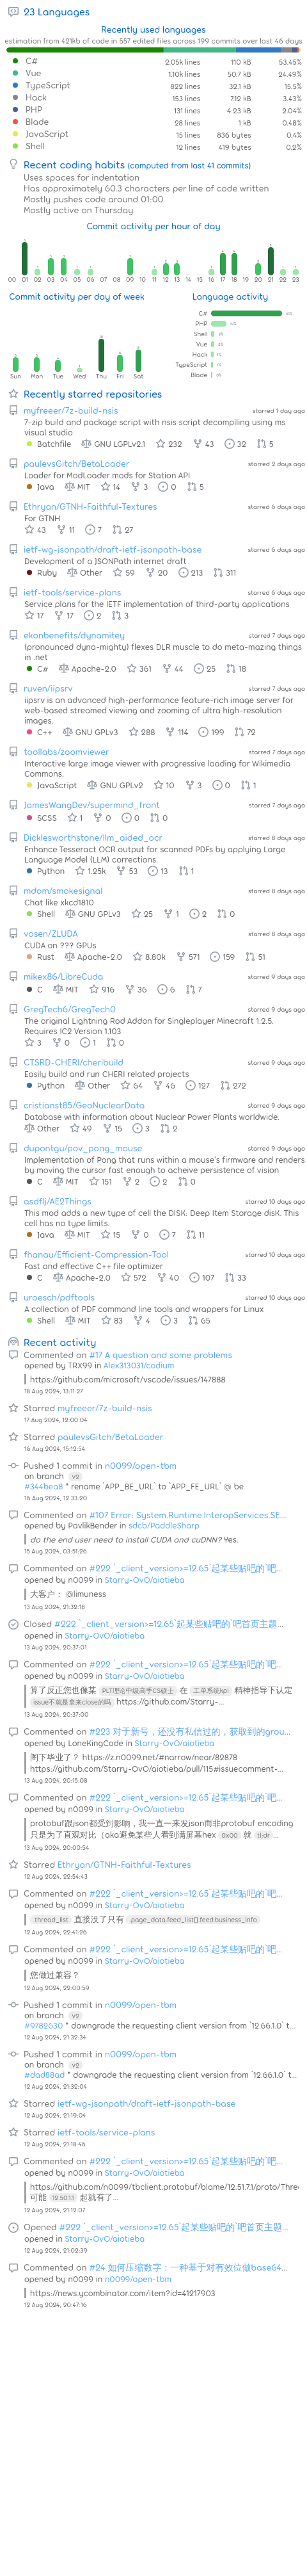 23 Languages
Recently used languages
estimation from 421kb of code in 557 edited files across 199 commits over last 46 days
C# 2.05k lines 110 kB 53.45%
Vue 1.10k lines 50.7 kB 24.49%
TypeScript 822 lines 32.1 kB 15.5%
Hack 153 lines 7.12 kB 3.43%
PHP 131 lines 4.23 kB 2.04%
Blade 28 lines 1 kB 0.48%
JavaScript 15 lines 836 bytes 0.4%
Shell 12 lines 419 bytes 0.2%
Recent coding habits (computed from last 41 commits)
Uses spaces for indentation
Has approximately 60.3 characters per line of code written
Mostly pushes code around 01:00
Mostly active on Thursday
Commit activity per hour of day
00 01 02 03 04 05 06 07 08 09 10 11 12 13 14 15 16 17 18 19 20 21 22 23
Commit activity per day of week
Sun Mon Tue Wed Thu Fri Sat
Language activity
C#
PHP
Shell
Vue
Hack
TypeScript
Blade
Recently starred repositories
myfreeer/7z-build-nsis starred 1 day ago
7-zip build and package script with nsis script decompiling using ms
visual studio
Batchfile GNU LGPLv2.1 232 43 32 5
paulevsGitch/BetaLoader starred 2 days ago
Loader for ModLoader mods for Station API
Java MIT 14 3 0 5
Ethryan/GTNH-Faithful-Textures starred 6 days ago
For GTNH
43 11 7 27
ietf-wg-jsonpath/draft-ietf-jsonpath-base starred 6 days ago
Development of a JSONPath internet draft
Ruby Other 59 20 213 311
ietf-tools/service-plans starred 6 days ago
Service plans for the IETF implementation of third-party applications
17 17 2 3
ekonbenefits/dynamitey starred 7 days ago
(pronounced dyna-mighty) flexes DLR muscle to do meta-mazing things
in .net
C# Apache-2.0 361 44 25 18
ruven/iipsrv starred 7 days ago
iipsrv is an advanced high-performance feature-rich image server for
web-based streamed viewing and zooming of ultra high-resolution
images.
C++ GNU GPLv3 288 114 199 72
toollabs/zoomviewer starred 7 days ago
Interactive large image viewer with progressive loading for Wikimedia
Commons.
JavaScript GNU GPLv2 10 3 0 1
JamesWangDev/supermind_front starred 7 days ago
SCSS 1 0 0 0
Dicklesworthstone/llm_aided_ocr starred 8 days ago
Enhance Tesseract OCR output for scanned PDFs by applying Large
Language Model (LLM) corrections.
Python 1.25k 53 13 1
mdom/smokesignal starred 8 days ago
Chat like xkcd1810
Shell GNU GPLv3 25 1 2 0
vosen/ZLUDA starred 8 days ago
CUDA on ??? GPUs
Rust Apache-2.0 8.80k 571 159 51
mikex86/LibreCuda starred 9 days ago
C MIT 916 36 6 7
GregTech6/GregTech0 starred 9 days ago
The original Lightning Rod Addon for Singleplayer Minecraft 1.2.5.
Requires IC2 Version 1.103
3 0 1 0
CTSRD-CHERI/cheribuild starred 9 days ago
Easily build and run CHERI related projects
Python Other 64 46 127 272
cristianst85/GeoNuclearData starred 9 days ago
Database with information about Nuclear Power Plants worldwide.
Other 49 15 3 2
dupontgu/pov_pong_mouse starred 9 days ago
Implementation of Pong that runs within a mouse's firmware and renders
by moving the cursor fast enough to acheive persistence of vision
C MIT 151 2 2 0
asdflj/AE2Things starred 10 days ago
This mod adds a new type of cell the DISK: Deep Item Storage disK. This
cell has no type limits.
Java MIT 15 0 7 11
fhanau/Efficient-Compression-Tool starred 10 days ago
Fast and effective C++ file optimizer
C Apache-2.0 572 40 107 33
uroesch/pdftools starred 10 days ago
A collection of PDF command line tools and wrappers for Linux
Shell MIT 83 4 3 65
Recent activity
Commented on #17 A question and some problems
opened by TRX99 in Alex313031/codium
https://github.com/microsoft/vscode/issues/147888
18 Aug 2024, 13:11:27
Starred myfreeer/7z-build-nsis
17 Aug 2024, 12:00:04
Starred paulevsGitch/BetaLoader
16 Aug 2024, 15:12:54
Pushed 1 commit in n0099/open-tbm
on branch v2
#344bea8 * rename `APP_BE_URL` to `APP_FE_URL` @ be
16 Aug 2024, 12:33:20
Commented on #107 Error: System.Runtime.InteropServices.SE...
opened by PavlikBender in sdcb/PaddleSharp
do the end user need to install CUDA and cuDNN? Yes.
15 Aug 2024, 03:51:26
Commented on #222 `_client_version>=12.65`起某些贴吧的`吧...
opened by n0099 in Starry-OvO/aiotieba
大客户： @limuness
13 Aug 2024, 21:32:18
Closed #222 `_client_version>=12.65`起某些贴吧的`吧首页主题...
opened in Starry-OvO/aiotieba
13 Aug 2024, 20:37:01
Commented on #222 `_client_version>=12.65`起某些贴吧的`吧...
opened by n0099 in Starry-OvO/aiotieba
算了反正您也像某 PLT理论中级高手CS硕士 在 工单系统kpi 精神指导下认定
issue不就是拿来close的吗 https://github.com/Starry-...
13 Aug 2024, 20:37:00
Commented on #223 对于新号，还没有私信过的，获取到的grou...
opened by LoneKingCode in Starry-OvO/aiotieba
阁下毕业了？ https://z.n0099.net/#narrow/near/82878
https://github.com/Starry-OvO/aiotieba/pull/115#issuecomment-...
13 Aug 2024, 20:15:08
Commented on #222 `_client_version>=12.65`起某些贴吧的`吧...
opened by n0099 in Starry-OvO/aiotieba
protobuf跟json都受到影响，我一直一来发json而非protobuf encoding
只是为了直观对比（oka避免某些人看到满屏幕hex 0x00: 就 tl;dr...
13 Aug 2024, 20:00:54
Starred Ethryan/GTNH-Faithful-Textures
12 Aug 2024, 22:54:43
Commented on #222 `_client_version>=12.65`起某些贴吧的`吧...
opened by n0099 in Starry-OvO/aiotieba
.thread_list 直接没了只有 .page_data.feed_list[].feed.business_info
12 Aug 2024, 22:41:26
Commented on #222 `_client_version>=12.65`起某些贴吧的`吧...
opened by n0099 in Starry-OvO/aiotieba
您做过兼容？
12 Aug 2024, 22:00:59
Pushed 1 commit in n0099/open-tbm
on branch v2
#9782630 * downgrade the requesting client version from `12.66.1.0` t...
12 Aug 2024, 21:32:34
Pushed 1 commit in n0099/open-tbm
on branch v2
#dad88ad * downgrade the requesting client version from `12.66.1.0` t...
12 Aug 2024, 21:32:04
Starred ietf-wg-jsonpath/draft-ietf-jsonpath-base
12 Aug 2024, 21:19:04
Starred ietf-tools/service-plans
12 Aug 2024, 21:18:46
Commented on #222 `_client_version>=12.65`起某些贴吧的`吧...
opened by n0099 in Starry-OvO/aiotieba
https://github.com/n0099/tbclient.protobuf/blame/12.51.7.1/proto/Thre
可能 12.50.1.1 起就有了...
12 Aug 2024, 21:12:07
Opened #222 `_client_version>=12.65`起某些贴吧的`吧首页主题...
opened in Starry-OvO/aiotieba
12 Aug 2024, 21:02:39
Commented on #24 如何压缩数字：一种基于对有效位做base64...
opened by n0099 in n0099/open-tbm
https://news.ycombinator.com/item?id=41217903
12 Aug 2024, 20:47:16